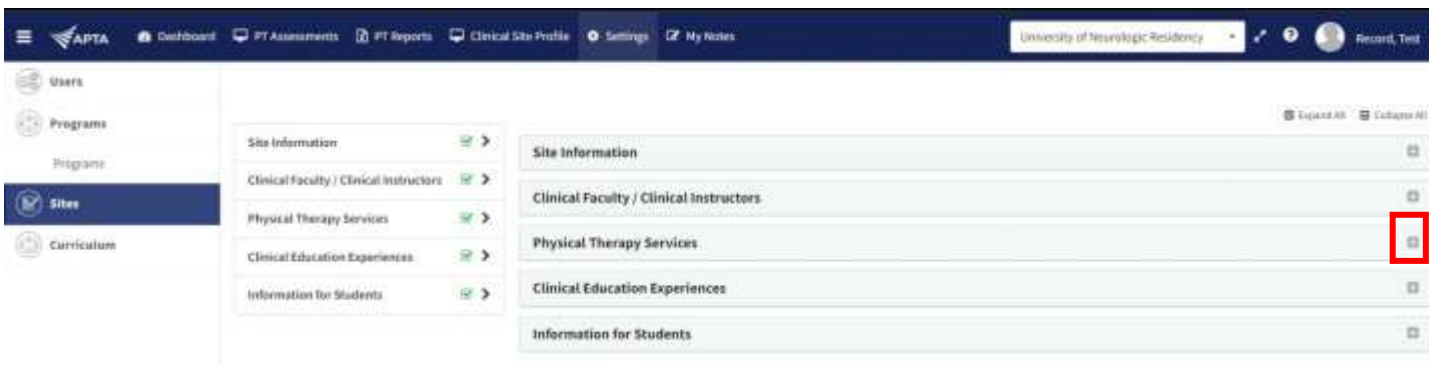 APTA Dashboard PT Assessments PT Reports Clinical Site Profile Settings My Notes University of Neurologic Residency Record, Test
Users
Programs
Programs
Sites
Curriculum
Expand All Collapse All
Site Information
Clinical Faculty / Clinical Instructors
Physical Therapy Services
Clinical Education Experiences
Information for Students
Site Information
Clinical Faculty / Clinical Instructors
Physical Therapy Services
Clinical Education Experiences
Information for Students